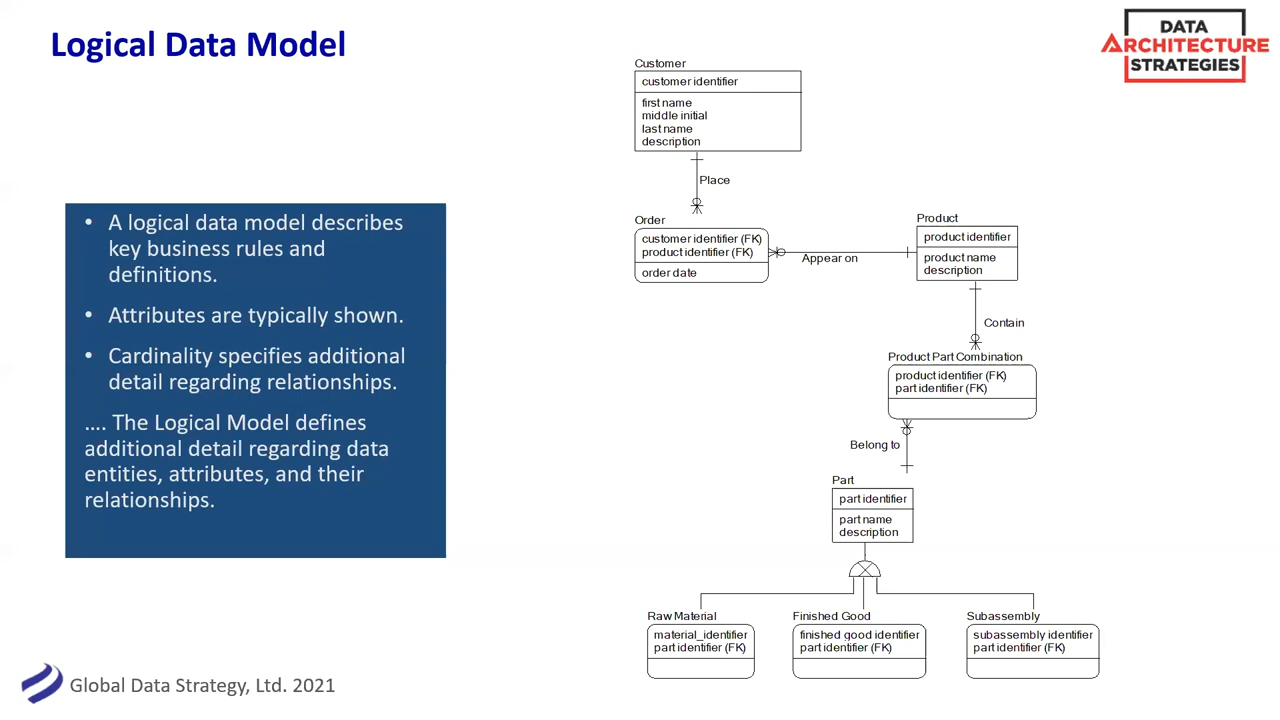 Logical Data Model
DATA
ARCHITECTURE
STRATEGIES
• A logical data model describes
key business rules and
definitions.
• Attributes are typically shown.
• Cardinality specifies additional
detail regarding relationships.
.... The Logical Model defines
additional detail regarding data
entities, attributes, and their
relationships.
Customer
customer identifier
first name
middle initial
last name
description
Place
Order
customer identifier (FK)
product identifier (FK)
order date
Appear on
Product
product identifier
product name
description
Contain
Product Part Combination
product identifier (FK)
part identifier (FK)
Belong to
Part
part identifier
part name
description
Raw Material
material_identifier
part identifier (FK)
Finished Good
finished good identifier
part identifier (FK)
Subassembly
subassembly identifier
part identifier (FK)
Global Data Strategy, Ltd. 2021